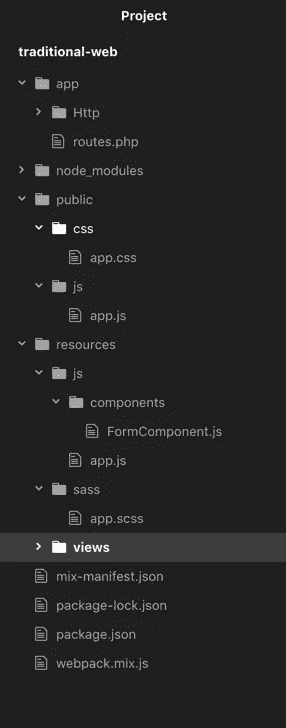 Project
traditional-web
app
Http
routes.php
node_modules
public
css
app.css
js
app.js
resources
js
components
FormComponent.js
app.js
sass
app.scss
views
mix-manifest.json
package-lock.json
package.json
webpack.mix.js